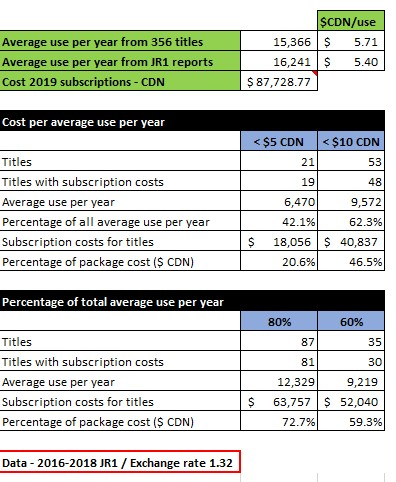 $CDN/use
Average use per year from 356 titles 15,366 $ 5.71
Average use per year from JR1 reports 16,241 $ 5.40
Cost 2019 subscriptions - CDN $ 87,728.77
Cost per average use per year
< $5 CDN < $10 CDN
Titles 21 53
Titles with subscription costs 19 48
Average use per year 6,470 9,572
Percentage of all average use per year 42.1% 62.3%
Subscription costs for titles $ 18,056 $ 40,837
Percentage of package cost ($ CDN) 20.6% 46.5%
Percentage of total average use per year
80% 60%
Titles 87 35
Titles with subscription costs 81 30
Average use per year 12,329 9,219
Subscription costs for titles $ 63,757 $ 52,040
Percentage of package cost ($ CDN) 72.7% 59.3%
Data - 2016-2018 JR1 / Exchange rate 1.32